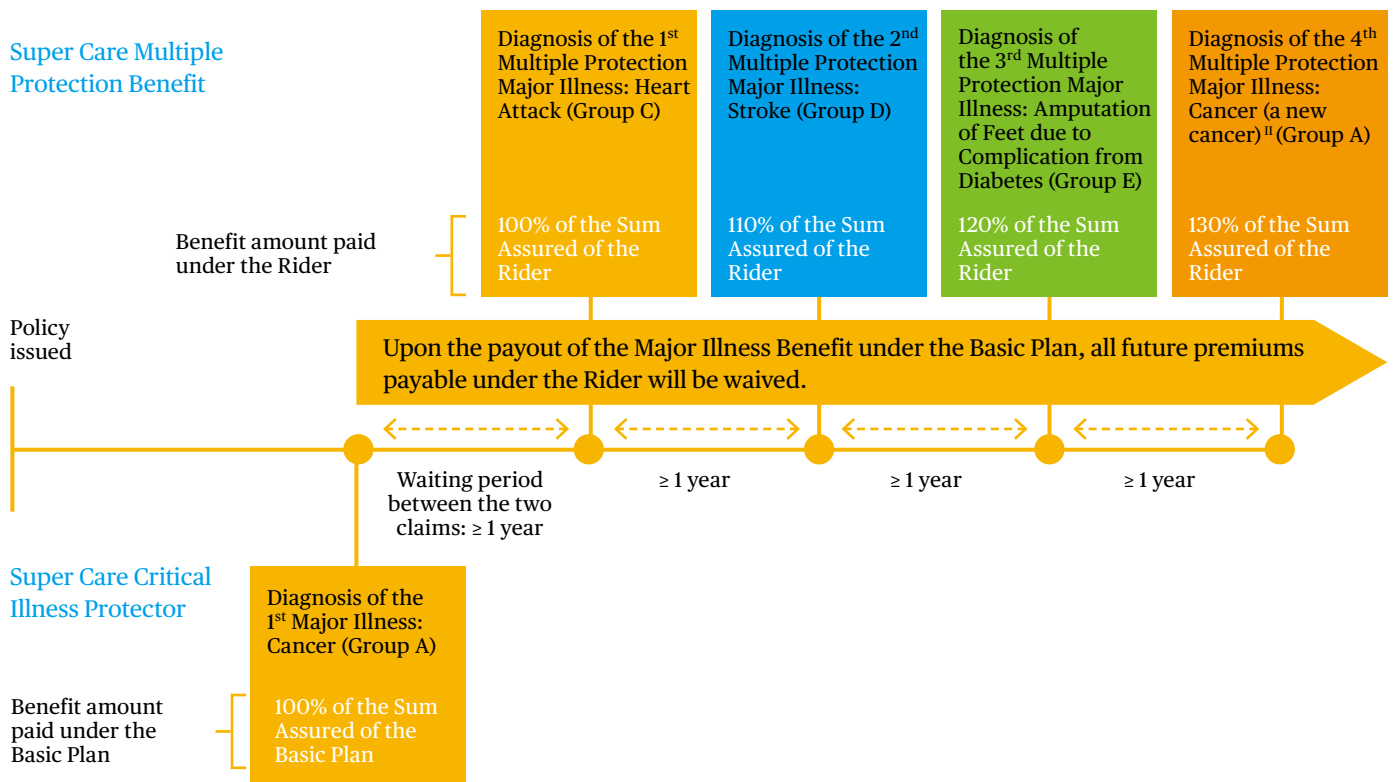 Super Care Multiple
Protection Benefit
Diagnosis of the 1st
Multiple Protection
Major Illness: Heart
Attack (Group C)
Diagnosis of the 2nd
Multiple Protection
Major Illness:
Stroke (Group D)
Diagnosis of
the 3rd Multiple
Protection Major
Illness: Amputation
of Feet due to
Complication from
Diabetes (Group E)
Diagnosis of the 4th
Multiple Protection
Major Illness:
Cancer (a new
cancer) II (Group A)
Benefit amount paid
under the Rider
100% of the Sum
Assured of the
Rider
110% of the Sum
Assured of the
Rider
120% of the Sum
Assured of the
Rider
130% of the Sum
Assured of the
Rider
Policy
issued
Upon the payout of the Major Illness Benefit under the Basic Plan, all future premiums
payable under the Rider will be waived.
Waiting period
between the two
claims: ≥ 1 year
≥ 1 year
≥ 1 year
≥ 1 year
Super Care Critical
Illness Protector
Diagnosis of the
1st Major Illness:
Cancer (Group A)
Benefit amount
paid under the
Basic Plan
100% of the Sum
Assured of the
Basic Plan